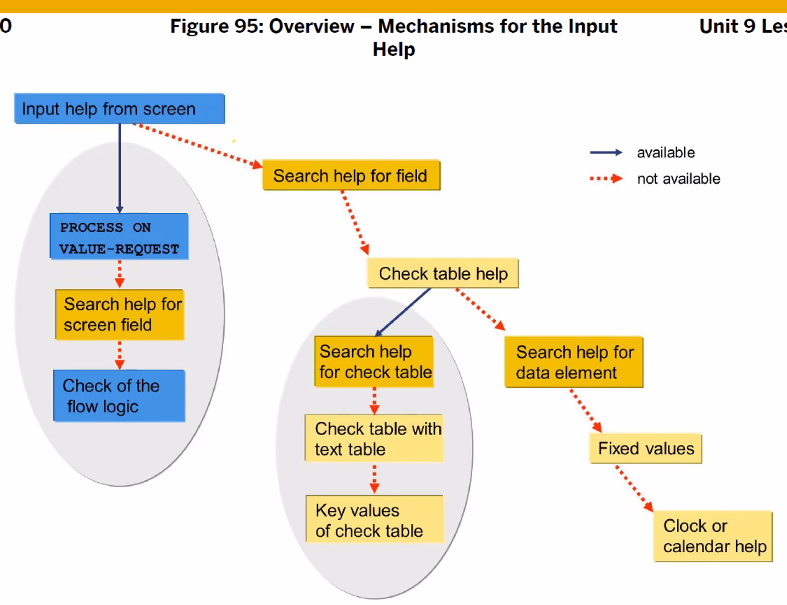 0
Figure 95: Overview – Mechanisms for the Input
Help
Unit 9 Les
Input help from screen
Search help for field
available
not available
PROCESS ON
VALUE-REQUEST
Check table help
Search help for
screen field
Search help
for check table
Search help for
data element
Check of the
flow logic
Check table with
text table
Fixed values
Key values
of check table
Clock or
calendar help